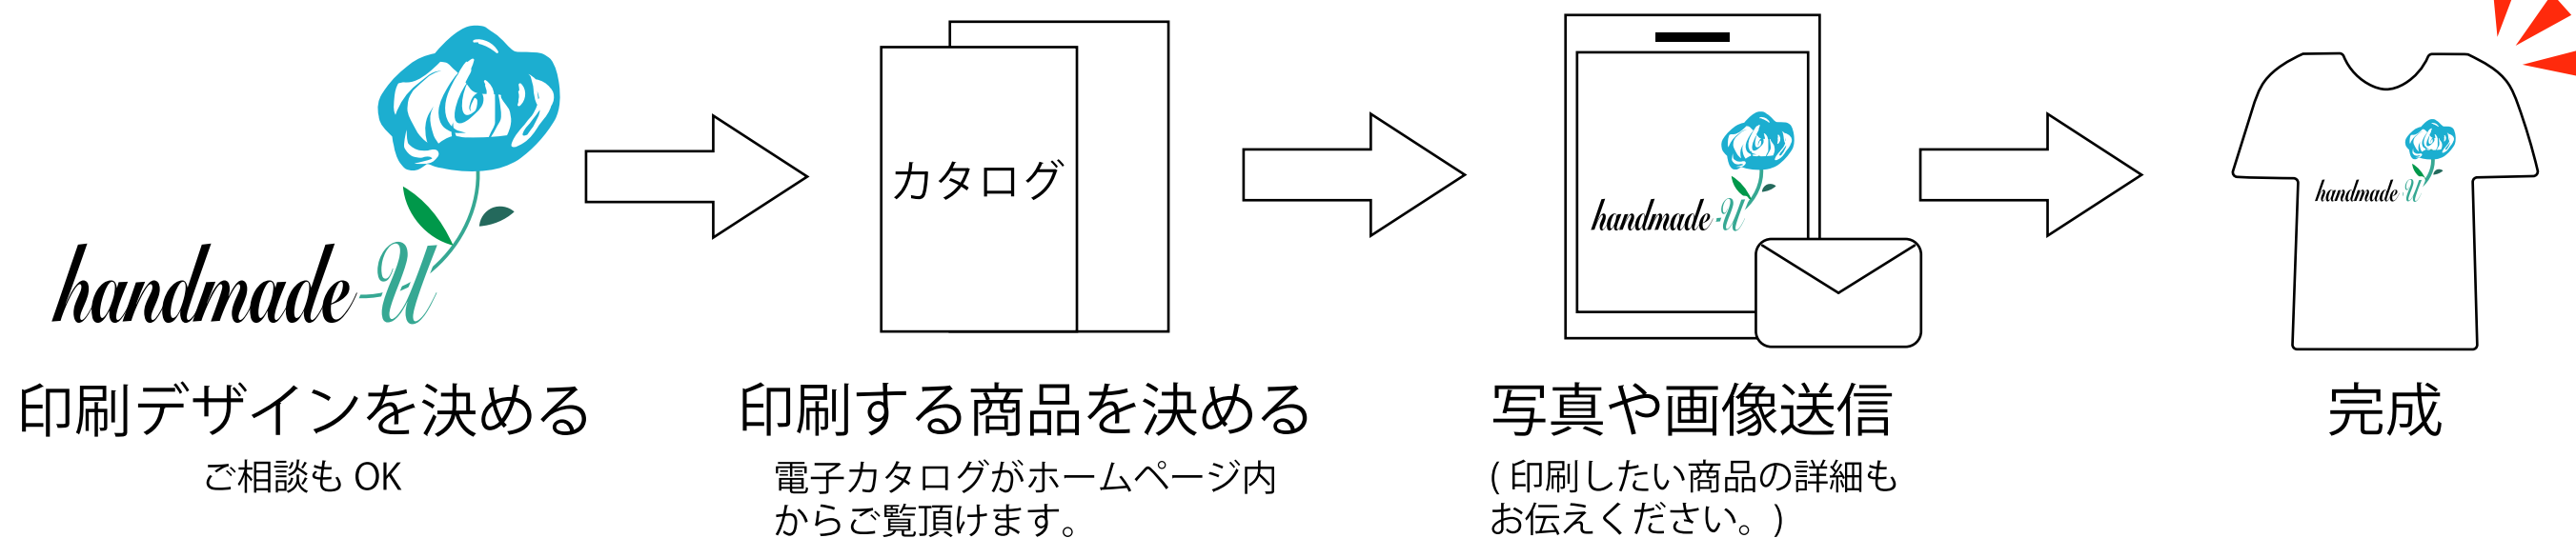 handmade-U
印刷デザインを決める
ご相談も OK
カタログ
印刷する商品を決める
電子カタログがホームページ内
からご覧頂けます。
handmade-U
写真や画像送信
( 印刷したい商品の詳細も
お伝えください。)
handmade-U
完成